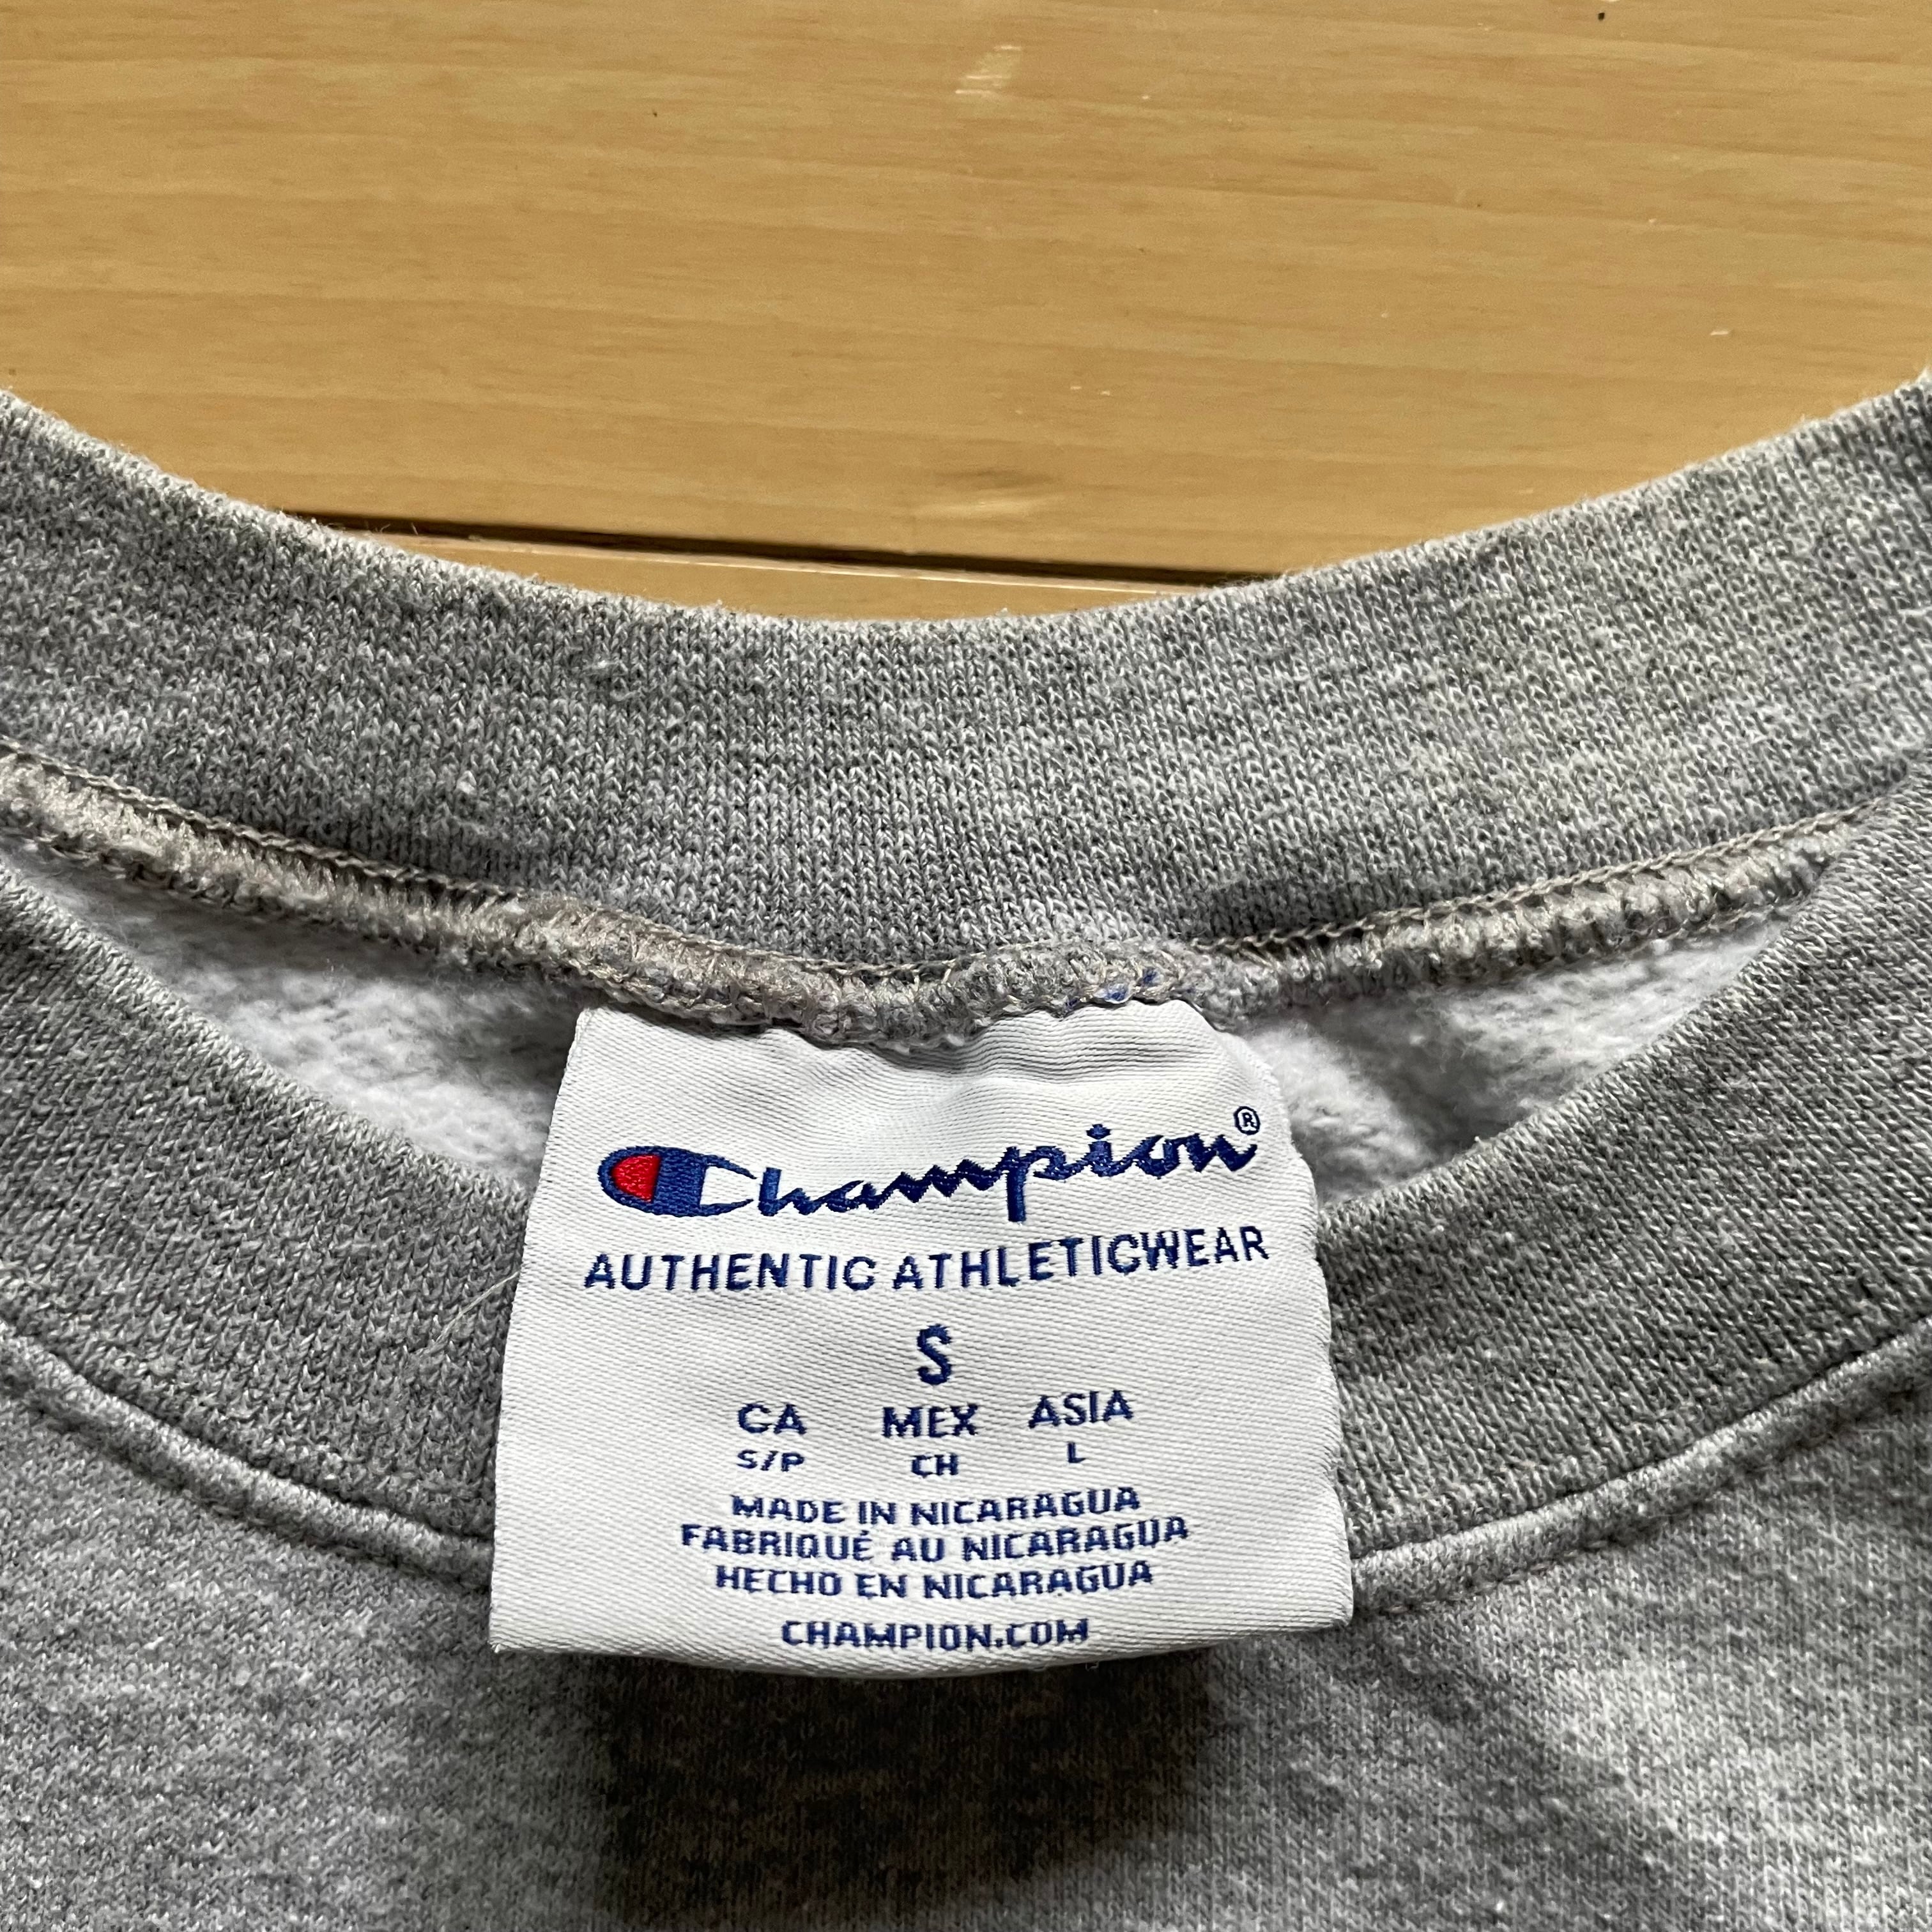 Champion®
AUTHENTIC ATHLETICWEAR
S
CA MEX ASIA
S/P CH L
MADE IN NICARAGUA
FABRIQUÉ AU NICARAGUA
HECHO EN NICARAGUA
CHAMPION.COM